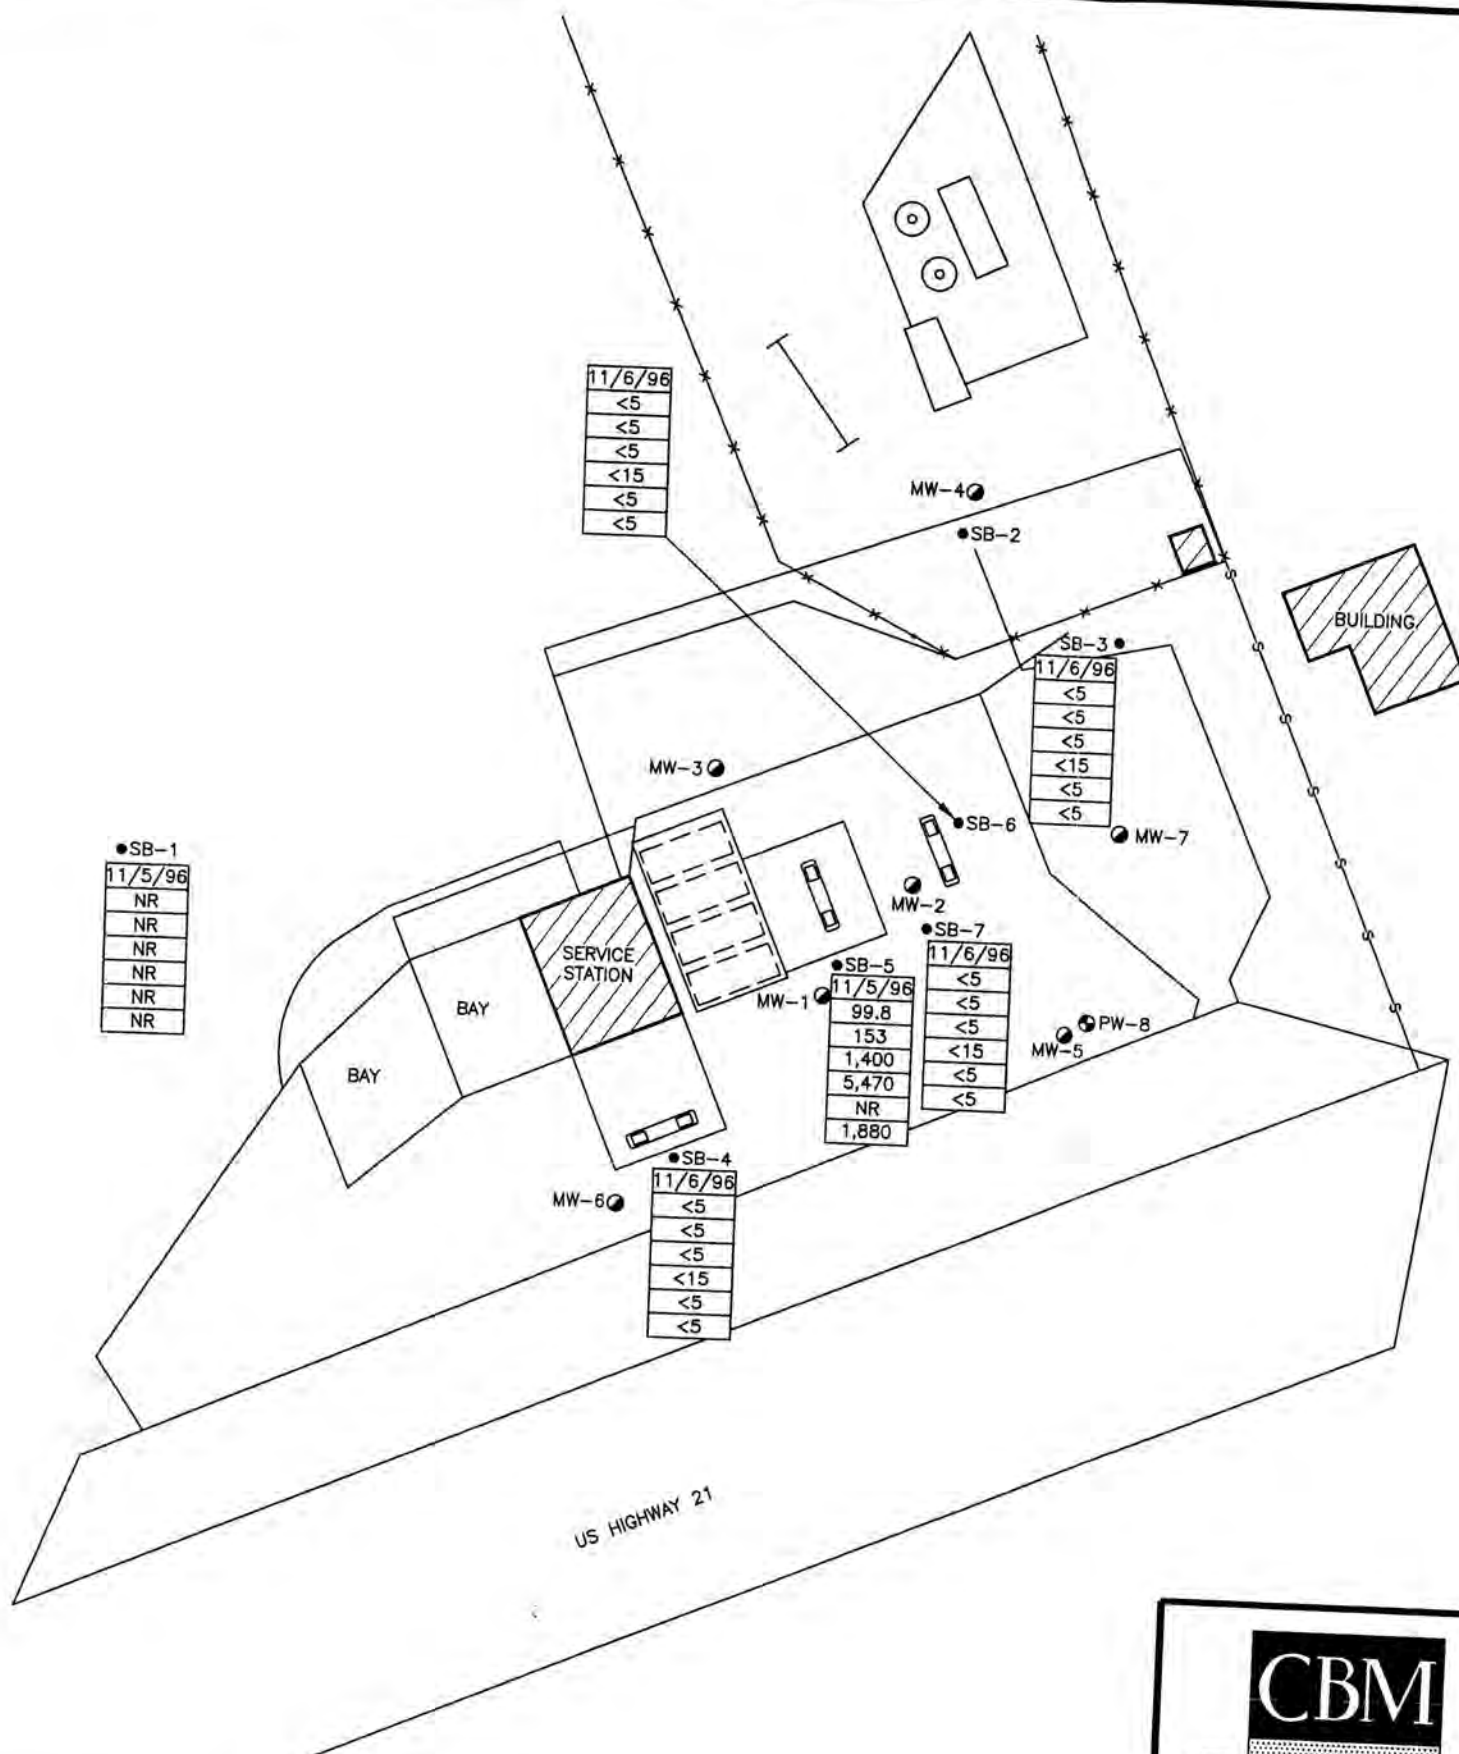 11/6/96
<5
<5
<5
<15
<5
<5
MW-4
SB-2
BUILDING
SB-3
11/6/96
<5
<5
<5
<15
<5
<5
MW-3
SB-6
MW-7
SB-1
11/5/96
NR
NR
NR
NR
NR
NR
MW-2
SERVICE
STATION
BAY
BAY
SB-7
11/6/96
<5
<5
<5
<15
<5
<5
SB-5
11/5/96
99.8
153
1,400
5,470
NR
1,880
MW-1
PW-8
MW-5
SB-4
11/6/96
<5
<5
<5
<15
<5
<5
MW-6
S
S
S
S
S
S
S
US HIGHWAY 21
CBM